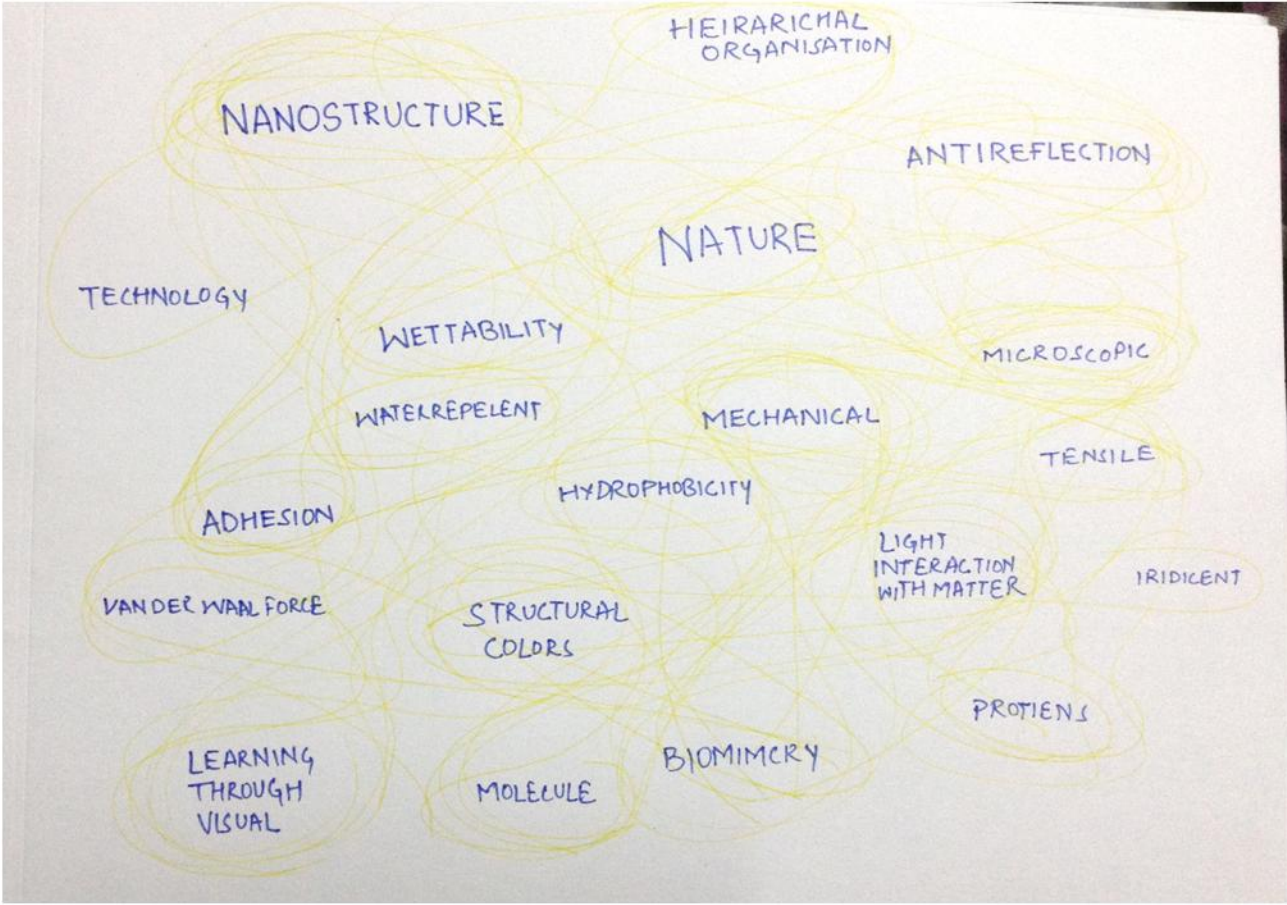 HEIRARICHAL
ORGANISATION
NANOSTRUCTURE
ANTIREFLECTION
NATURE
TECHNOLOGY
WETTABILITY
MICROSCOPIC
WATERREPELENT
MECHANICAL
TENSILE
HYDROPHOBICITY
ADHESION
LIGHT
INTERACTION
WITH MATTER
IRIDICENT
VANDER WAAL FORCE
STRUCTURAL
COLORS
PROTIENS
LEARNING
THROUGH
VISUAL
MOLECULE
BIOMIMCRY